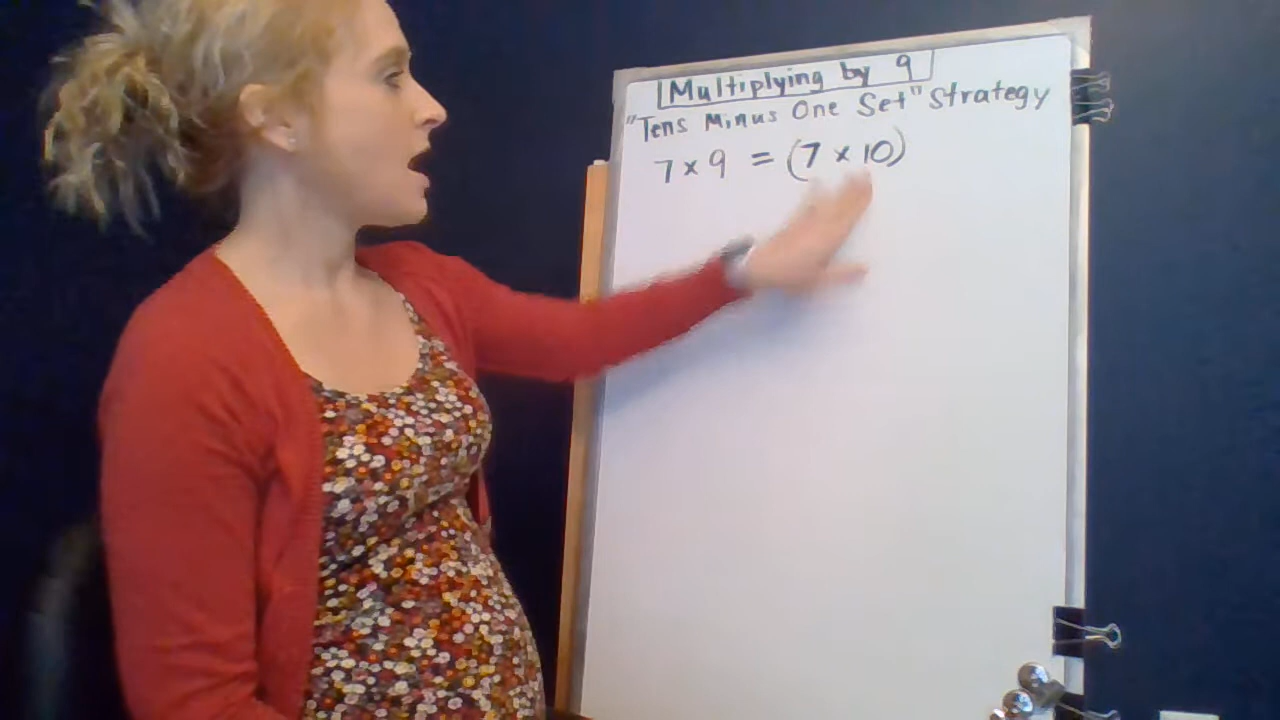 Multiplying by 9
"Tens Minus One Set" Strategy
7 × 9 = (7 × 10)